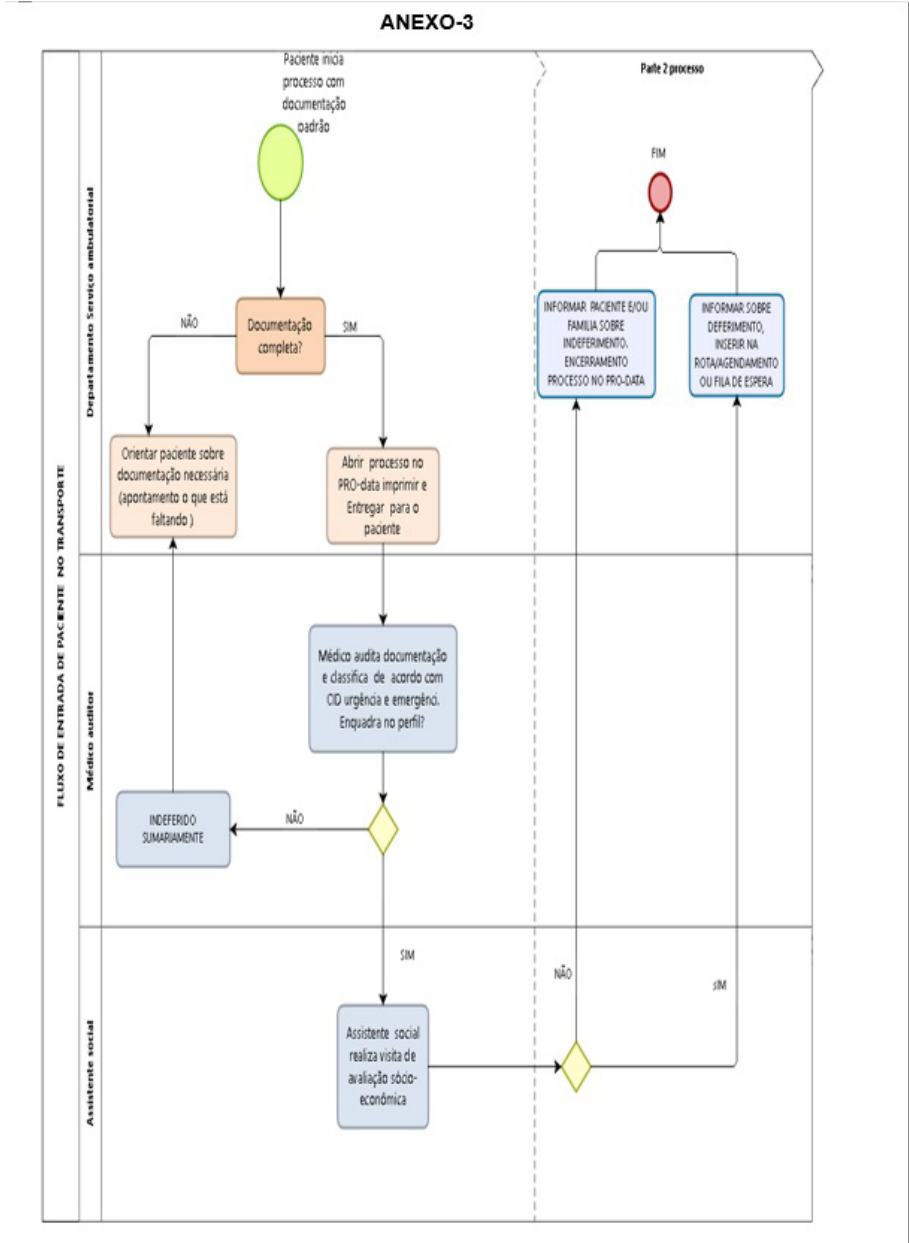 ANEXO-3
Paciente inicia
processo com
documentação
padrão
Parte 2 processo
FIM
FLUXO DE ENTRADA DE PACIENTE NO TRANSPORTE
Departamento Serviço ambulatorial
Documentação
completa?
NÃO
SIM
Orientar paciente sobre
documentação necessária
(apontamento o que está
faltando )
Abrir processo no
PRO-data imprimir e
Entregar para o
paciente
INFORMAR PACIENTE E/OU
FAMILIA SOBRE
INDEFERIMENTO.
ENCERRAMENTO
PROCESSO NO PRO-DATA
INFORMAR SOBRE
DEFERIMENTO,
INSERIR NA
ROTA/AGENDAMENTO
OU FILA DE ESPERA
Médico auditor
Médico audita documentação
e classifica de acordo com
CID urgência e emergênci.
Enquadra no perfil?
NÃO
INDEFERIDO
SUMARIAMENTE
SIM
Assistente social
Assistente social
realiza visita de
avaliação sócio-
econômica
NÃO
sIM